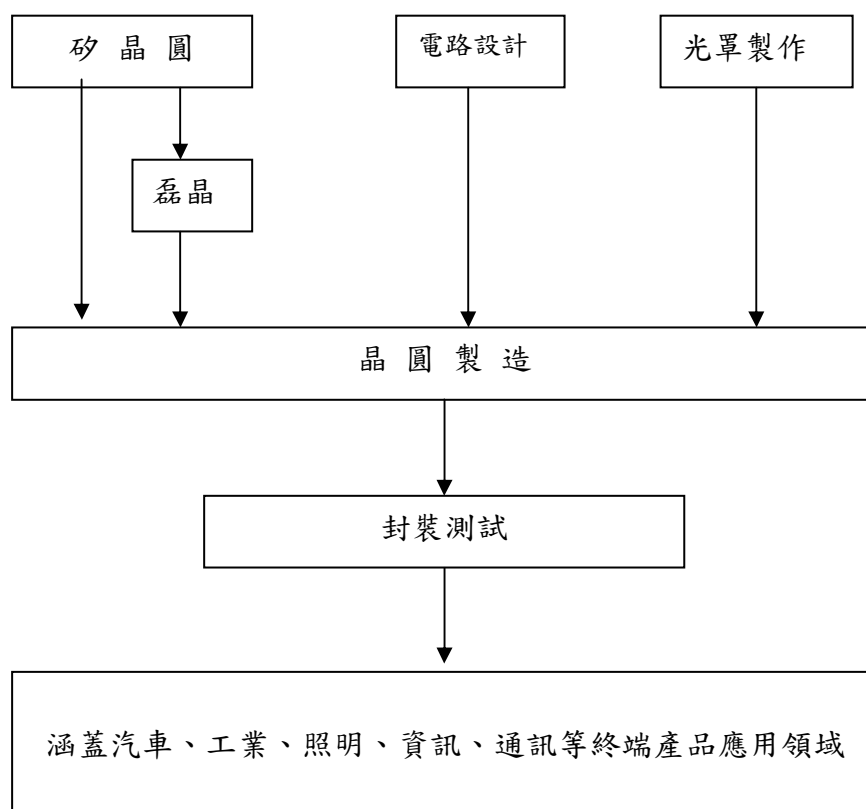 矽晶圓
電路設計
光罩製作
磊晶
晶圓製造
封裝測試
涵蓋汽車、工業、照明、資訊、通訊等終端產品應用領域